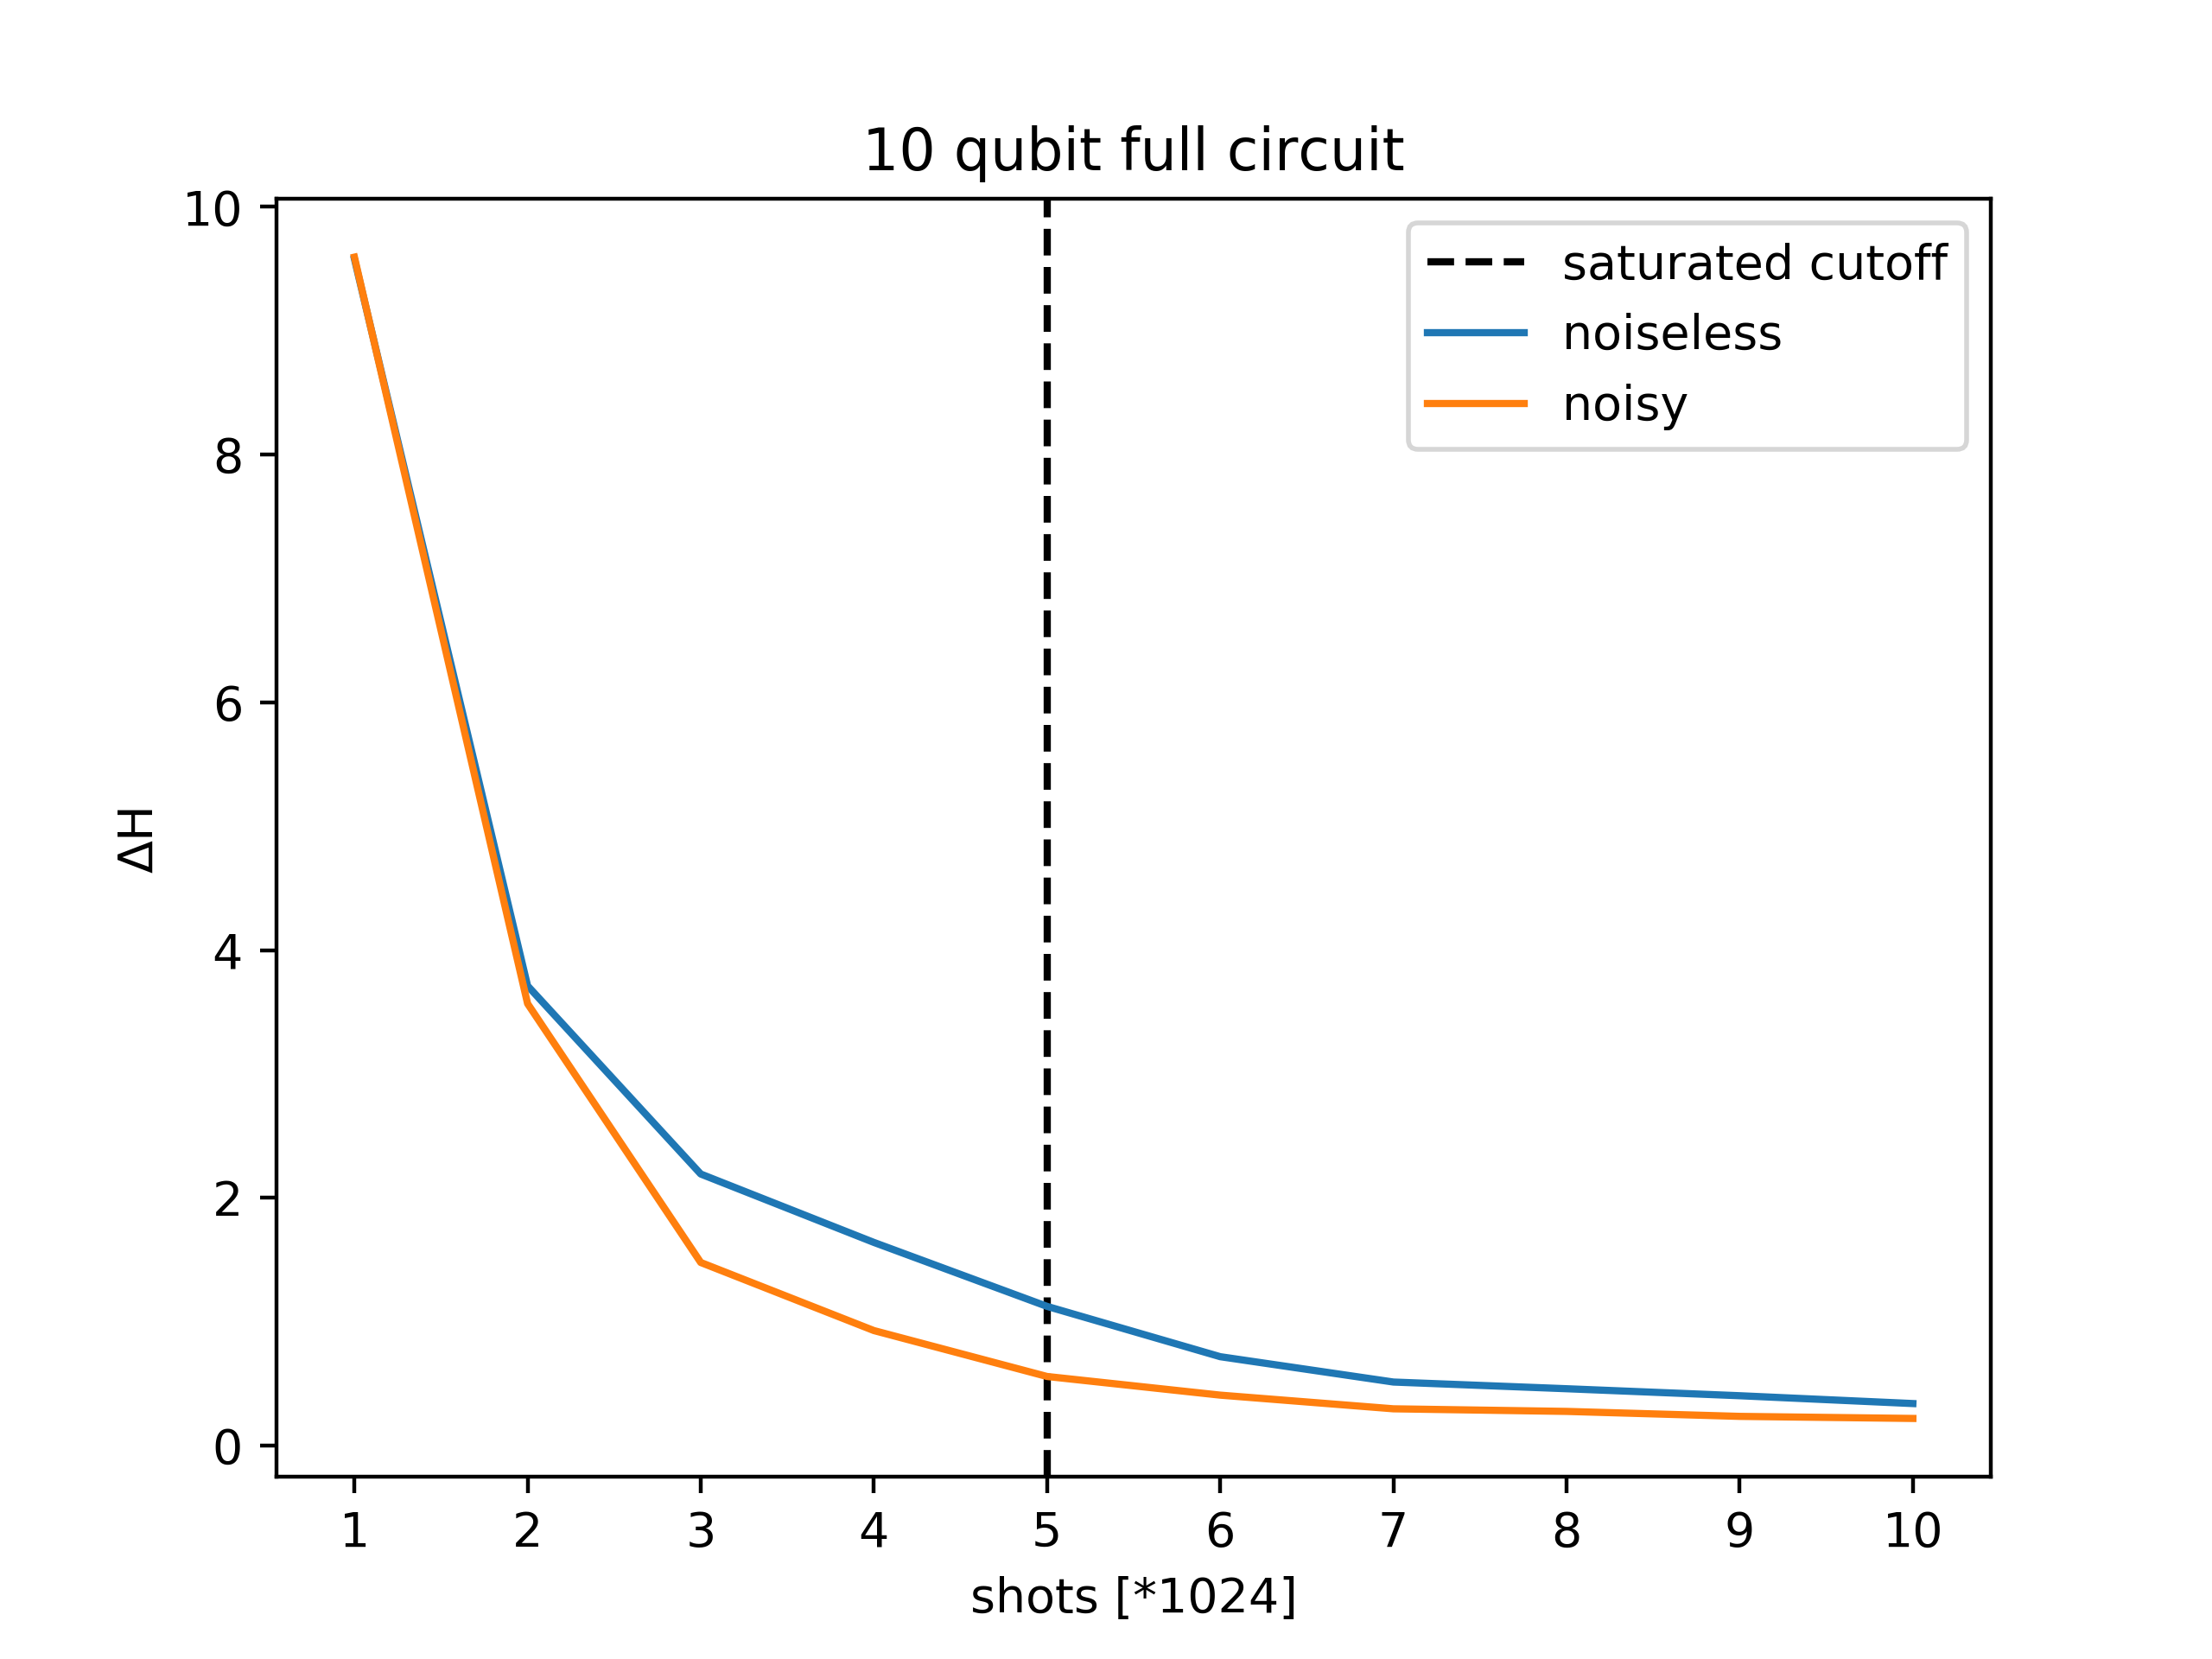 10 qubit full circuit
10
8
6
4
2
0
ΔH
saturated cutoff
noiseless
noisy
1 2 3 4 5 6 7 8 9 10
shots [*1024]